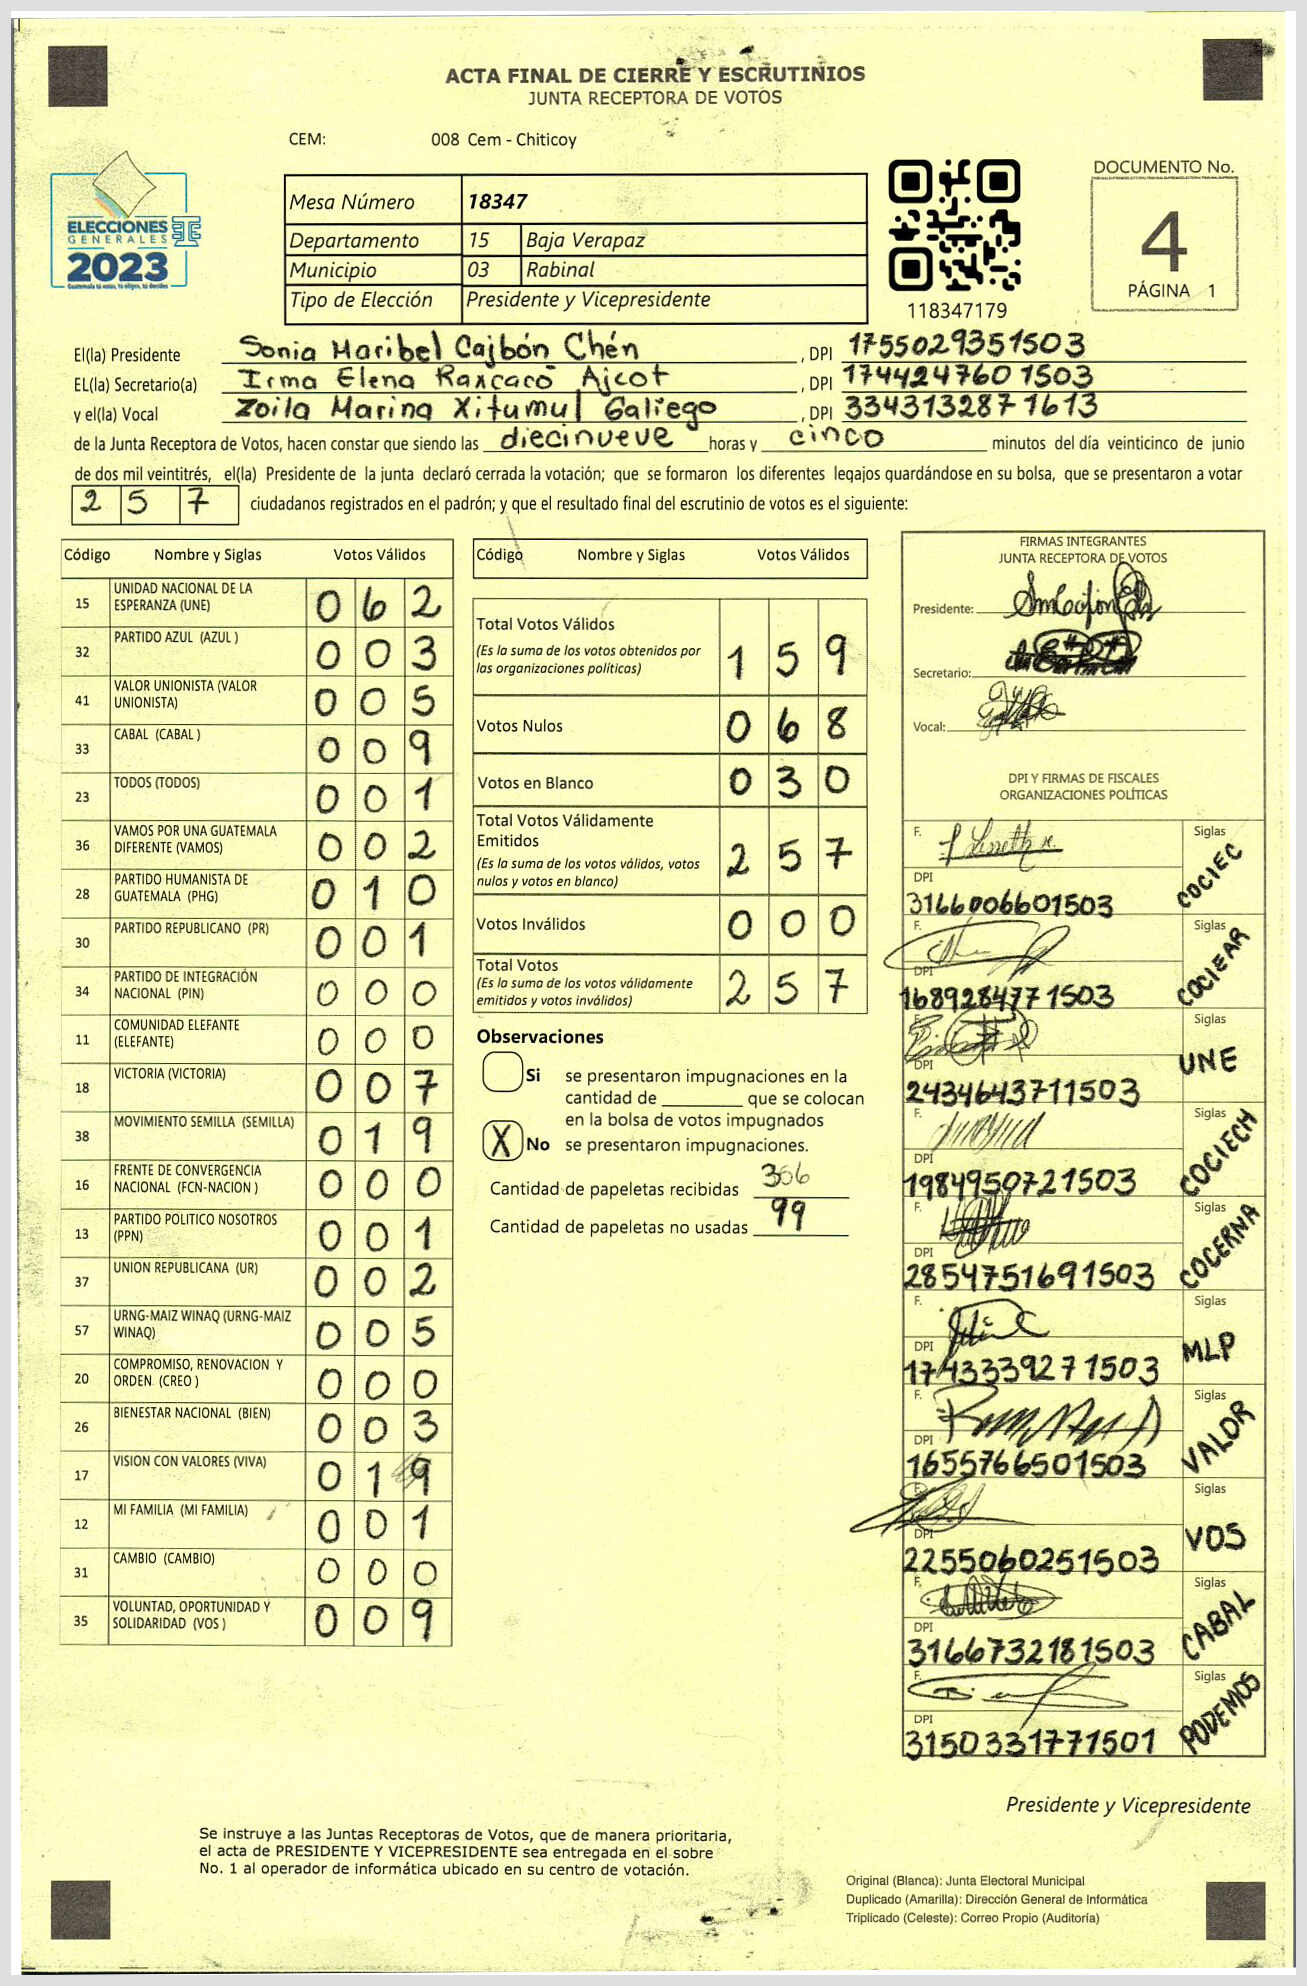 ACTA FINAL DE CIERRE Y ESCRUTINIOS
JUNTA RECEPTORA DE VOTOS
CEM: 008 Cem - Chiticoy
ELECCIONES
GENERALES
2023
Guatemala tú votas, tú eliges, tú decides
Mesa Número 18347
Departamento 15 Baja Verapaz
Municipio 03 Rabinal
Tipo de Elección Presidente y Vicepresidente
118347179
DOCUMENTO No.
4
PÁGINA 1
El(la) Presidente Sonia Maribel Cajbón Chén , DPI 1755029351503
EL(la) Secretario(a) Irma Elena Raxcacó Ajcot , DPI 1744247601503
y el(la) Vocal Zoila Marina Xitumul Galiego , DPI 3343132871613
de la Junta Receptora de Votos, hacen constar que siendo las diecinueve horas y cinco minutos del día veinticinco de junio
de dos mil veintitrés, el(la) Presidente de la junta declaró cerrada la votación; que se formaron los diferentes legajos guardándose en su bolsa, que se presentaron a votar
2 5 7 ciudadanos registrados en el padrón; y que el resultado final del escrutinio de votos es el siguiente:
Código Nombre y Siglas Votos Válidos
15 UNIDAD NACIONAL DE LA ESPERANZA (UNE) 0 6 2
32 PARTIDO AZUL (AZUL ) 0 0 3
41 VALOR UNIONISTA (VALOR UNIONISTA) 0 0 5
33 CABAL (CABAL ) 0 0 9
23 TODOS (TODOS) 0 0 1
36 VAMOS POR UNA GUATEMALA DIFERENTE (VAMOS) 0 0 2
28 PARTIDO HUMANISTA DE GUATEMALA (PHG) 0 1 0
30 PARTIDO REPUBLICANO (PR) 0 0 1
34 PARTIDO DE INTEGRACIÓN NACIONAL (PIN) 0 0 0
11 COMUNIDAD ELEFANTE (ELEFANTE) 0 0 0
18 VICTORIA (VICTORIA) 0 0 7
38 MOVIMIENTO SEMILLA (SEMILLA) 0 1 9
16 FRENTE DE CONVERGENCIA NACIONAL (FCN-NACION ) 0 0 0
13 PARTIDO POLITICO NOSOTROS (PPN) 0 0 1
37 UNION REPUBLICANA (UR) 0 0 2
57 URNG-MAIZ WINAQ (URNG-MAIZ WINAQ) 0 0 5
20 COMPROMISO, RENOVACION Y ORDEN (CREO ) 0 0 0
26 BIENESTAR NACIONAL (BIEN) 0 0 3
17 VISION CON VALORES (VIVA) 0 1 9
12 MI FAMILIA (MI FAMILIA) 0 0 1
31 CAMBIO (CAMBIO) 0 0 0
35 VOLUNTAD, OPORTUNIDAD Y SOLIDARIDAD (VOS ) 0 0 9
Código Nombre y Siglas Votos Válidos
Total Votos Válidos 1 5 9
(Es la suma de los votos obtenidos por
las organizaciones políticas)
Votos Nulos 0 6 8
Votos en Blanco 0 3 0
Total Votos Válidamente
Emitidos 2 5 7
(Es la suma de los votos válidos, votos
nulos y votos en blanco)
Votos Inválidos 0 0 0
Total Votos 2 5 7
(Es la suma de los votos válidamente
emitidos y votos inválidos)
Observaciones
Si se presentaron impugnaciones en la
cantidad de ________ que se colocan
en la bolsa de votos impugnados
X No se presentaron impugnaciones.
Cantidad de papeletas recibidas 356
Cantidad de papeletas no usadas 99
FIRMAS INTEGRANTES
JUNTA RECEPTORA DE VOTOS
Presidente:
Secretario:
Vocal:
DPI Y FIRMAS DE FISCALES
ORGANIZACIONES POLÍTICAS
F. Siglas COCIEC
DPI
3166006601503
F. Siglas COCIEAR
DPI
1689284771503
F. Siglas UNE
DPI
2434643711503
F. Siglas COCIECH
DPI
1984950721503
F. Siglas COCERNA
DPI
2854751691503
F. Siglas MLP
DPI
1743339271503
F. Siglas VALOR
DPI
1655766501503
F. Siglas VOS
DPI
2255060251503
F. Siglas CABAL
DPI
3166732181503
F. Siglas PODEMOS
DPI
3150331771501
Presidente y Vicepresidente
Se instruye a las Juntas Receptoras de Votos, que de manera prioritaria,
el acta de PRESIDENTE Y VICEPRESIDENTE sea entregada en el sobre
No. 1 al operador de informática ubicado en su centro de votación.
Original (Blanca): Junta Electoral Municipal
Duplicado (Amarilla): Dirección General de Informática
Triplicado (Celeste): Correo Propio (Auditoría)